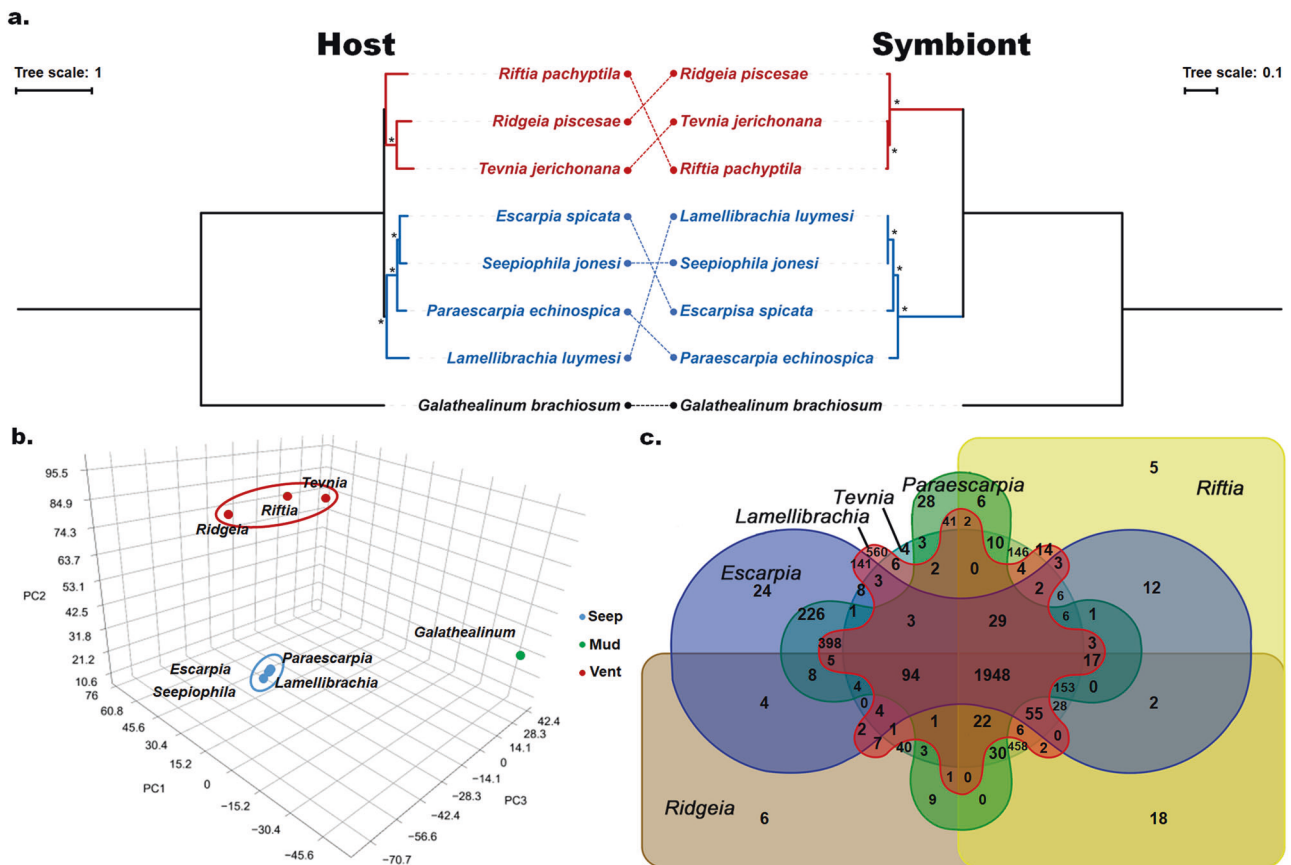 a.
Host
Symbiont
Tree scale: 1
Tree scale: 0.1
Riftia pachyptila
Ridgeia piscesae
Ridgeia piscesae
Tevnia jerichonana
Tevnia jerichonana
Riftia pachyptila
Escarpia spicata
Lamellibrachia luymesi
Seepiophila jonesi
Seepiophila jonesi
Paraescarpia echinospica
Escarpisa spicata
Lamellibrachia luymesi
Paraescarpia echinospica
Galathealinum brachiosum
Galathealinum brachiosum
* * * * *
* * * * *
b.
95.5
84.9
74.3
63.7
53.1
42.5
31.8
21.2
10.6
PC2
76
60.8
45.6
30.4
15.2
0
−15.2
−30.4
−45.6
PC1
42.4
28.3
14.1
0
−14.1
−28.3
−42.4
−56.6
−70.7
PC3
Tevnia
Riftia
Ridgeia
Galathealinum
Escarpia
Paraescarpia
Seepiophila
Lamellibrachia
Seep
Mud
Vent
c.
Paraescarpia
Tevnia
Lamellibrachia
Escarpia
Riftia
Ridgeia
5
28 6
41 2
560 4 3 10 146 14
141 6 2 0 4 3
24 8 3 2 6 12
226 1 3 29 6 1
398 3
5 17
8 94 1948 153 0
4 4 0 4 28 2
2 1 1 22 55 0
7 40 3 30 458 6 2
1 0
9 0
6 18